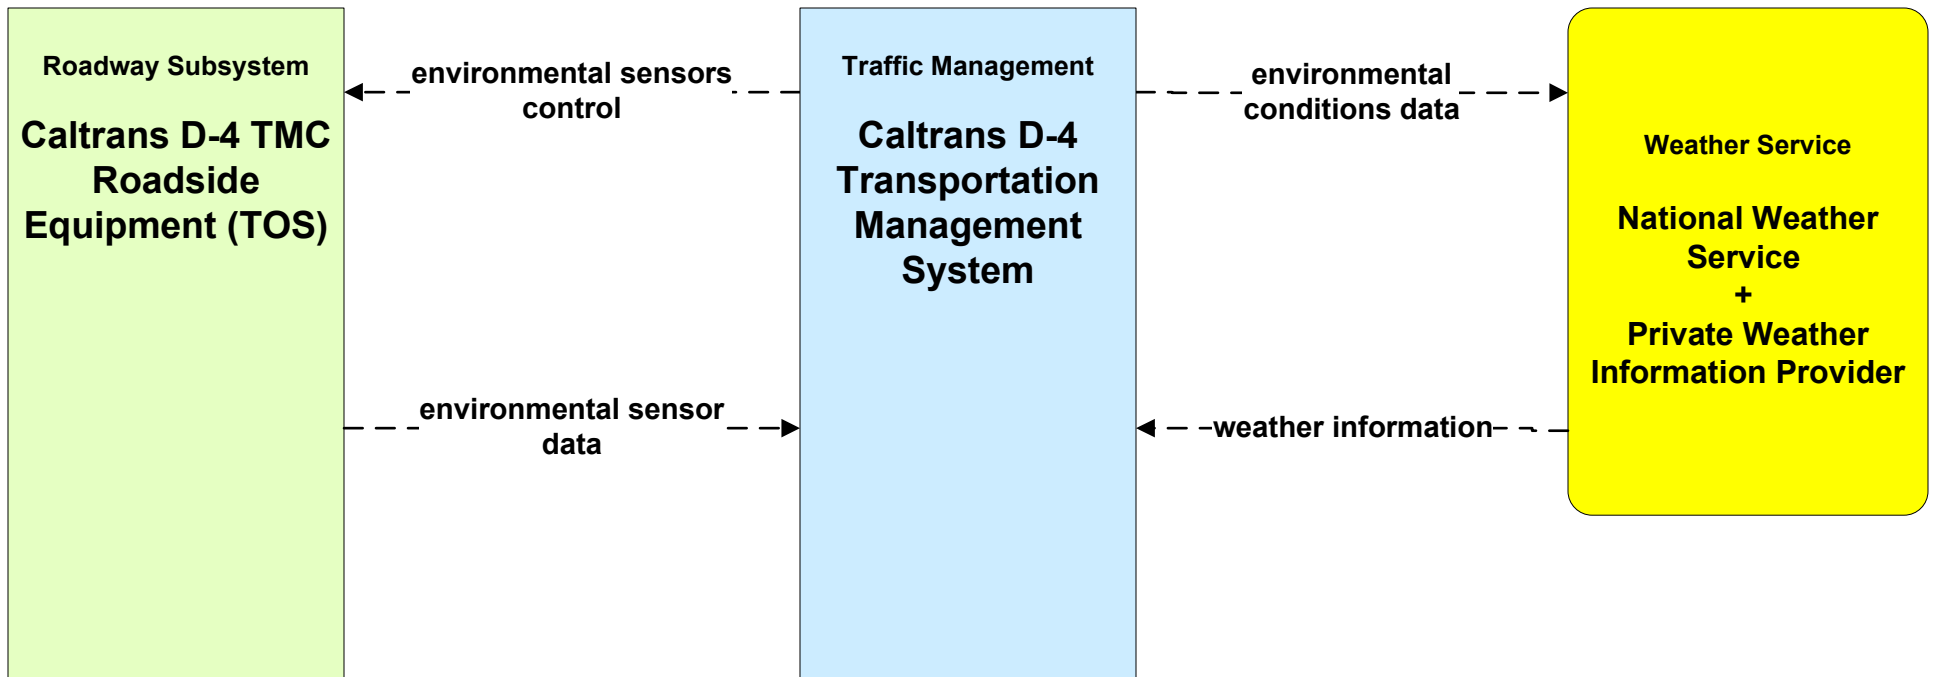 Roadway Subsystem
Caltrans D-4 TMC
Roadside
Equipment (TOS)
environmental sensors
control
environmental sensor
data
Traffic Management
Caltrans D-4
Transportation
Management
System
environmental
conditions data
weather information
Weather Service
National Weather
Service
+
Private Weather
Information Provider